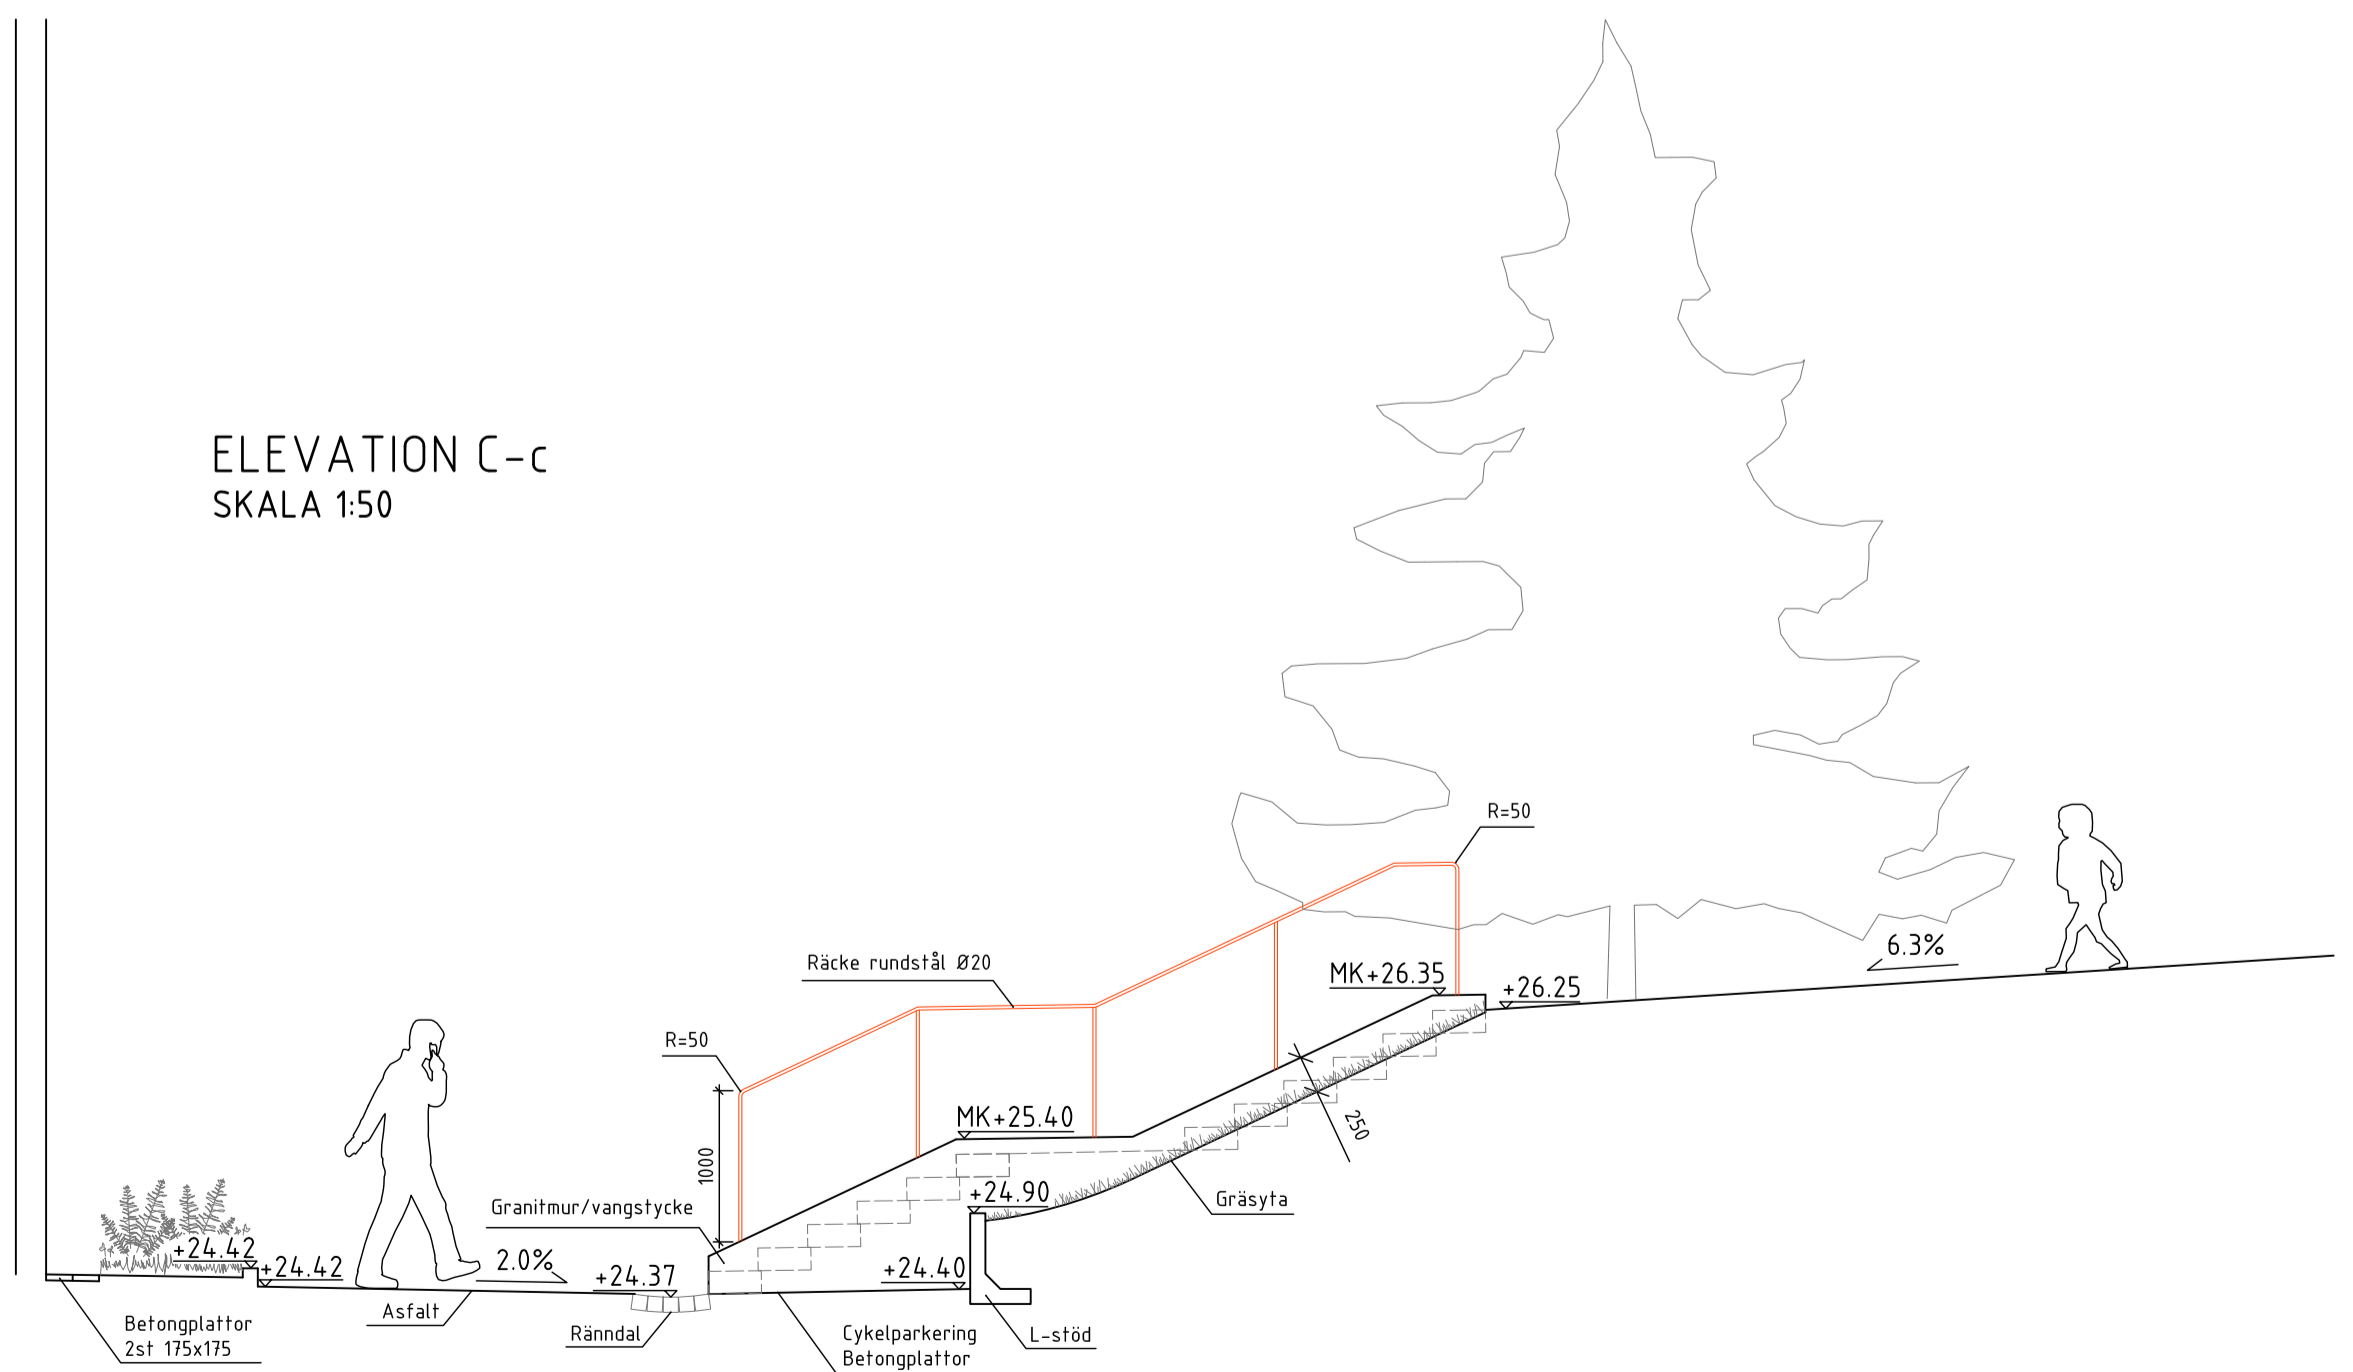 ELEVATION C-c
SKALA 1:50
R=50
6.3%
Räcke rundstål Ø20
MK+26.35
+26.25
R=50
MK+25.40
250
1000
Granitmur/vangstycke
+24.90
Gräsyta
+24.42
+24.42
2.0%
+24.37
+24.40
Asfalt
Betongplattor
2st 175x175
Ränndal
Cykelparkering
Betongplattor
L-stöd